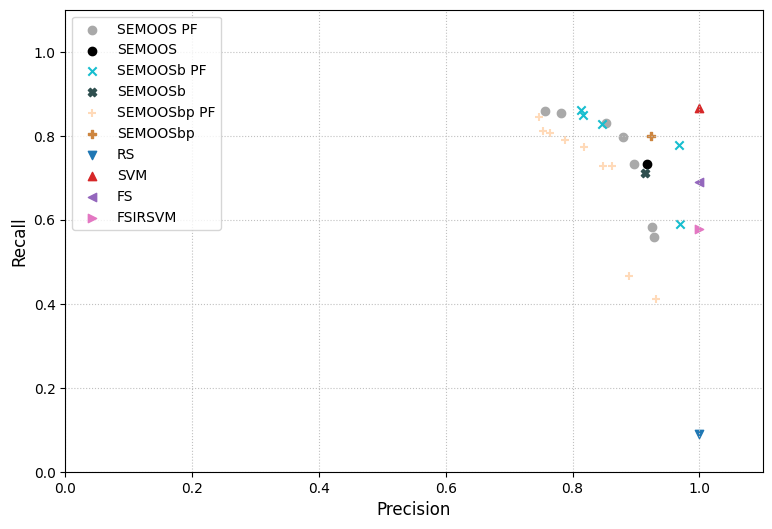 SEMOOS PF
SEMOOS
SEMOOSb PF
SEMOOSb
SEMOOSbp PF
SEMOOSbp
RS
SVM
FS
FSIRSVM
Recall
1.0
0.8
0.6
0.4
0.2
0.0
0.0 0.2 0.4 0.6 0.8 1.0
Precision